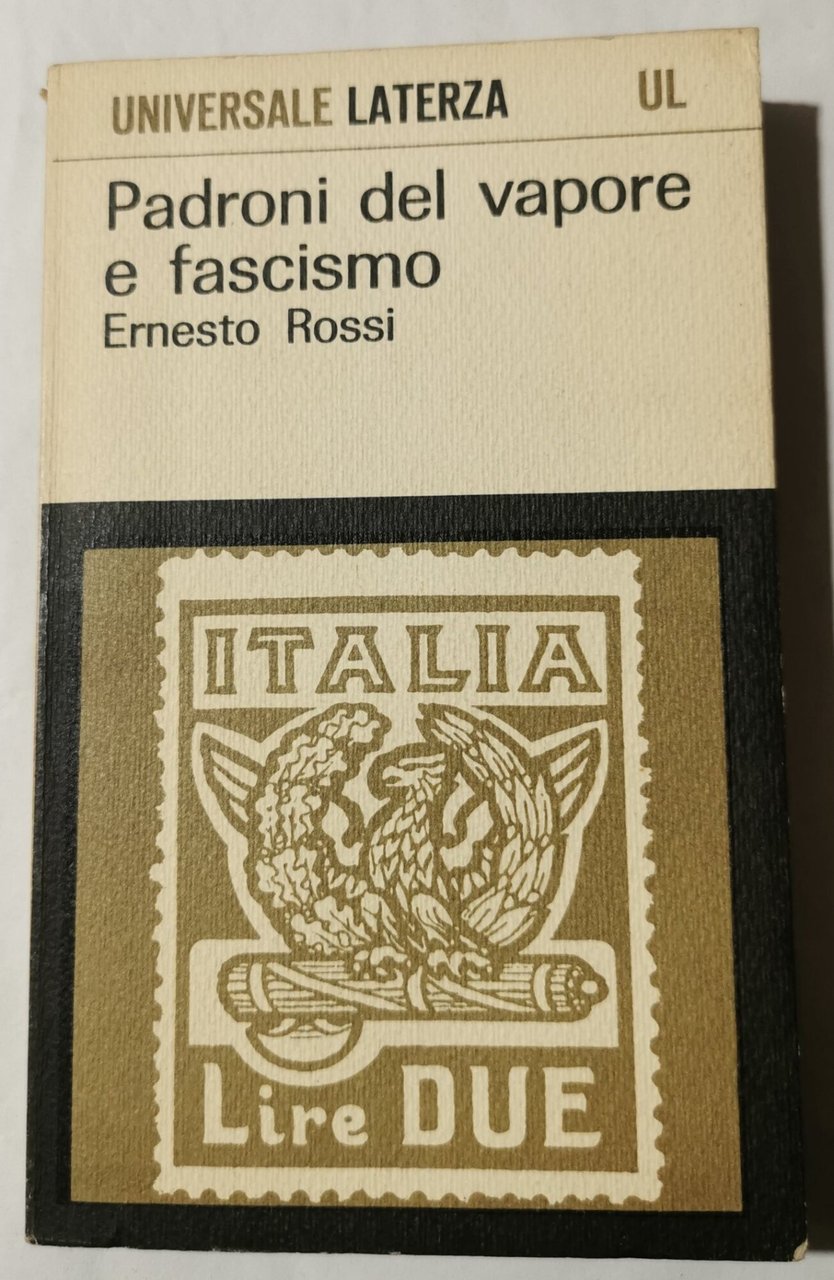 UNIVERSALE LATERZA UL
Padroni del vapore
e fascismo
Ernesto Rossi
ITALIA
Lire DUE